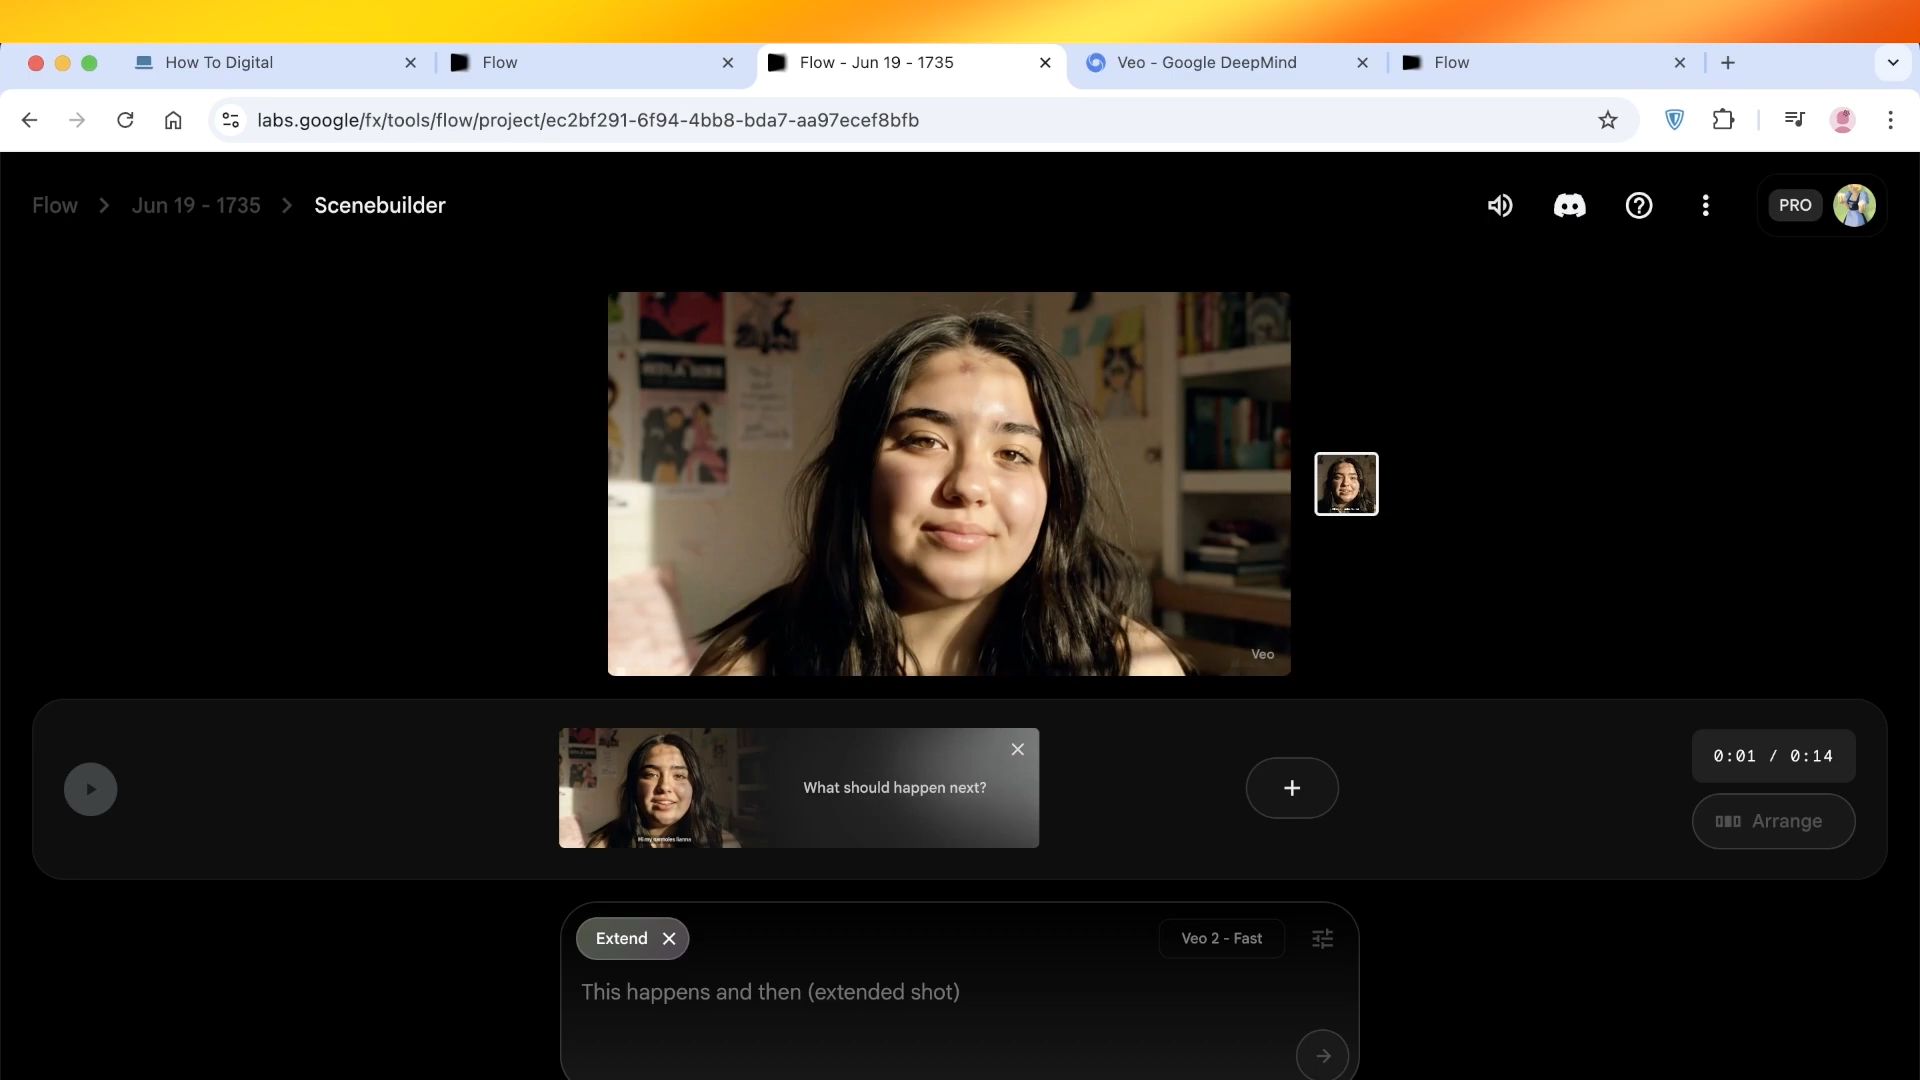 How To Digital
Flow
Flow - Jun 19 - 1735
Veo - Google DeepMind
Flow
labs.google/fx/tools/flow/project/ec2bf291-6f94-4bb8-bda7-aa97ecef8bfb
Flow
Jun 19 - 1735
Scenebuilder
PRO
Veo
What should happen next?
0:01 / 0:14
Arrange
Extend
Veo 2 - Fast
This happens and then (extended shot)